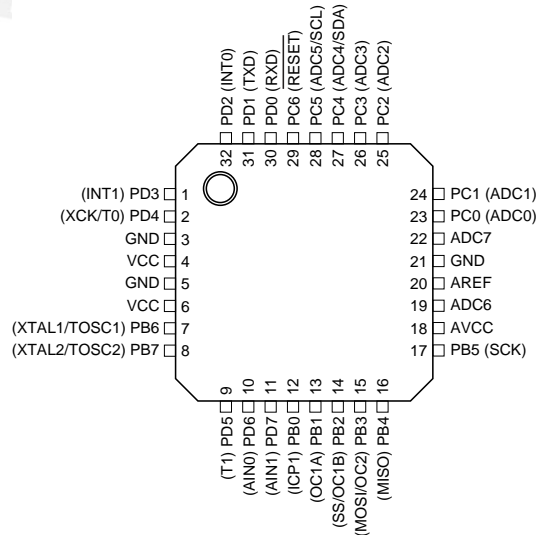 PD2 (INT0)
PD1 (TXD)
PD0 (RXD)
PC6 (RESET)
PC5 (ADC5/SCL)
PC4 (ADC4/SDA)
PC3 (ADC3)
PC2 (ADC2)
32
31
30
29
28
27
26
25
(INT1) PD3 1
(XCK/T0) PD4 2
GND 3
VCC 4
GND 5
VCC 6
(XTAL1/TOSC1) PB6 7
(XTAL2/TOSC2) PB7 8
24 PC1 (ADC1)
23 PC0 (ADC0)
22 ADC7
21 GND
20 AREF
19 ADC6
18 AVCC
17 PB5 (SCK)
9
10
11
12
13
14
15
16
(T1) PD5
(AIN0) PD6
(AIN1) PD7
(ICP1) PB0
(OC1A) PB1
(SS/OC1B) PB2
(MOSI/OC2) PB3
(MISO) PB4